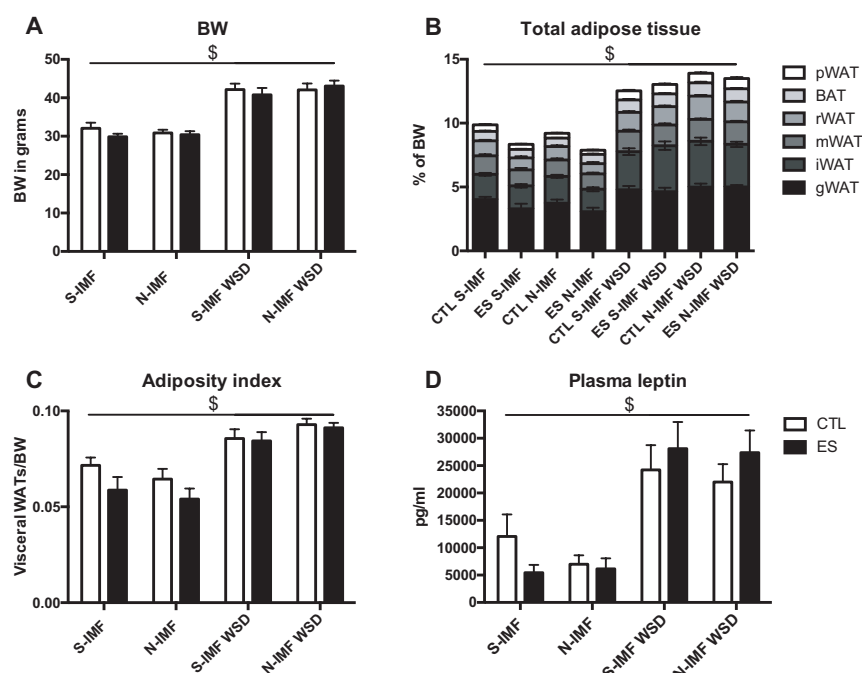 A
BW
$
BW in grams
50
40
30
20
10
0
S-IMF
N-IMF
S-IMF WSD
N-IMF WSD
B
Total adipose tissue
$
% of BW
15
10
5
0
CTL S-IMF
ES S-IMF
CTL N-IMF
ES N-IMF
CTL S-IMF WSD
ES S-IMF WSD
CTL N-IMF WSD
ES N-IMF WSD
pWAT
BAT
rWAT
mWAT
iWAT
gWAT
C
Adiposity index
$
Visceral WATs/BW
0.10
0.05
0.00
S-IMF
N-IMF
S-IMF WSD
N-IMF WSD
D
Plasma leptin
$
pg/ml
35000
30000
25000
20000
15000
10000
5000
0
S-IMF
N-IMF
S-IMF WSD
N-IMF WSD
CTL
ES